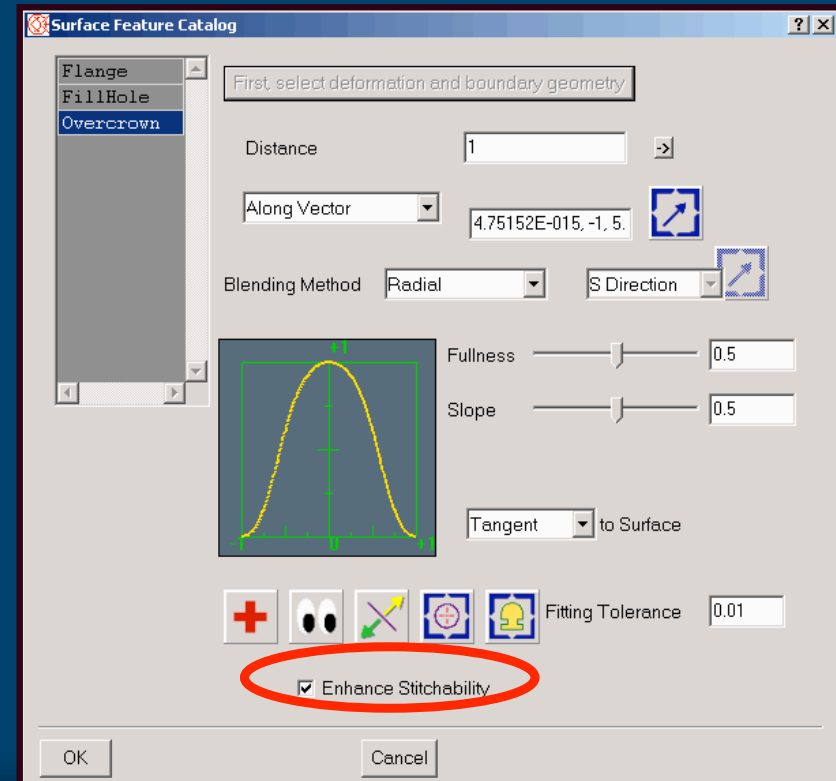 Surface Feature Catalog
Flange
FillHole
Overcrown
First, select deformation and boundary geometry
Distance 1 ->
Along Vector 4.75152E-015, -1, 5.
Blending Method Radial S Direction
+1
-1 U +1
Fullness 0.5
Slope 0.5
Tangent to Surface
Fitting Tolerance 0.01
Enhance Stitchability
OK Cancel